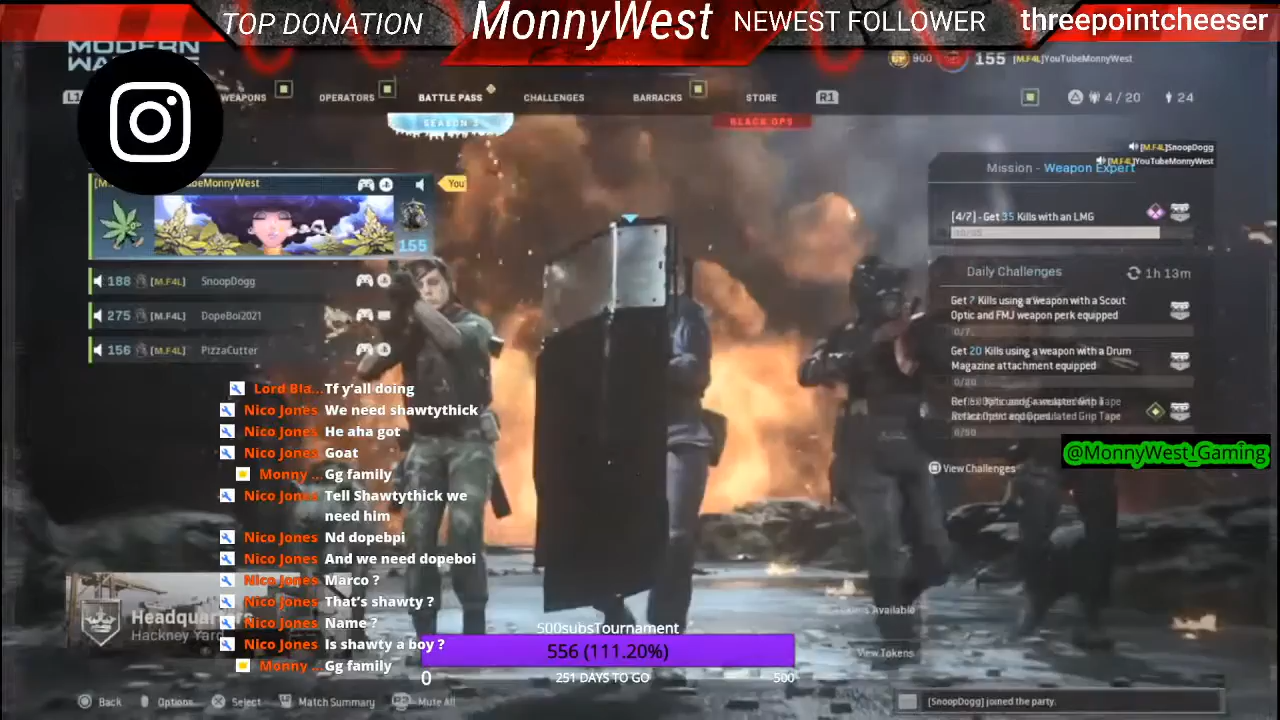 TOP DONATION
MonnyWest
NEWEST FOLLOWER
threepointcheeser
MODERN
L1
WEAPONS
OPERATORS
BATTLE PASS
CHALLENGES
BARRACKS
STORE
R1
900
155
[M.F4L]YouTubeMonnyWest
4 / 20
24
SEASON
BLACK OPS
[M.F4L]SnoopDogg
[M.F4L]YouTubeMonnyWest
ubeMonnyWest
You
155
188 [M.F4L] SnoopDogg
275 [M.F4L] DopeBoi2021
156 [M.F4L] PizzaCutter
Mission - Weapon Expert
[4/7] - Get 35 Kills with an LMG
Daily Challenges
1h 13m
Get 7 Kills using a weapon with a Scout
Optic and FMJ weapon perk equipped
0/7
Get 20 Kills using a weapon with a Drum
Magazine attachment equipped
0/20
View Challenges
@MonnyWest_Gaming
Lord Bla... Tf y'all doing
Nico Jones We need shawtythick
Nico Jones He aha got
Nico Jones Goat
Monny ... Gg family
Nico Jones Tell Shawtythick we
need him
Nico Jones Nd dopebpi
Nico Jones And we need dopeboi
Nico Jones Marco ?
Nico Jones That's shawty ?
Nico Jones Name ?
Nico Jones Is shawty a boy ?
Monny ... Gg family
Headquarters
Hackney Yard
500subsTournament
556 (111.20%)
0
251 DAYS TO GO
500
Available
View Tokens
Back
Options
Select
Match Summary
Mute All
[SnoopDogg] joined the party.